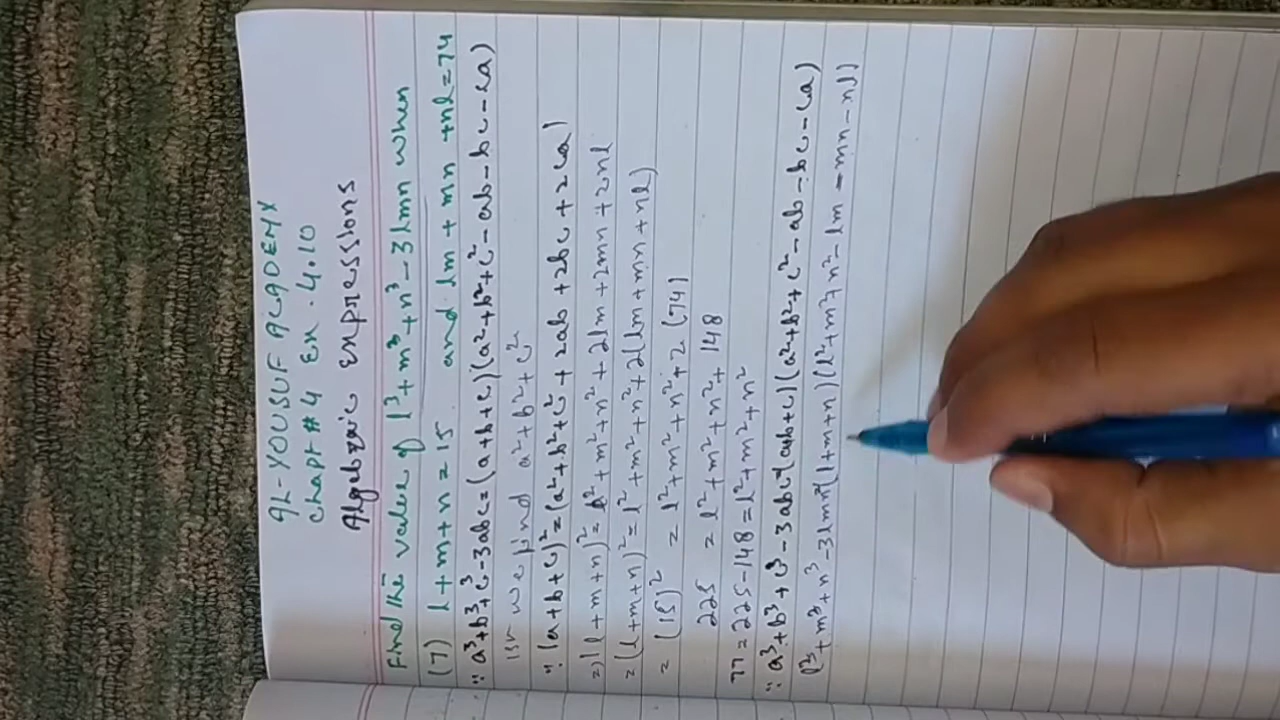 AL-YOUSUF ACADEMY
Chapt # 4 Ex. 4.10
Algebraic Expressions
Find the value of l³+m³+n³-3lmn when
(7) l+m+n=15 and lm+mn+nl=74
∵ a³+b³+c³-3abc=(a+b+c)(a²+b²+c²-ab-bc-ca)
Ist we find a²+b²+c²
∵ (a+b+c)²=(a²+b²+c²+2ab+2bc+2ca)
=)(l+m+n)²=l²+m²+n²+2lm+2mn+2nl
=(l+m+n)²=l²+m²+n²+2(lm+mn+nl)
= (15)² = l²+m²+n²+2(74)
225 = l²+m²+n²+148
77=225-148=l²+m²+n²
∵ a³+b³+c³-3abc=(a+b+c)(a²+b²+c²-ab-bc-ca)
l³+m³+n³-3lmn=(l+m+n)(l²+m²+n²-lm-mn-nl)